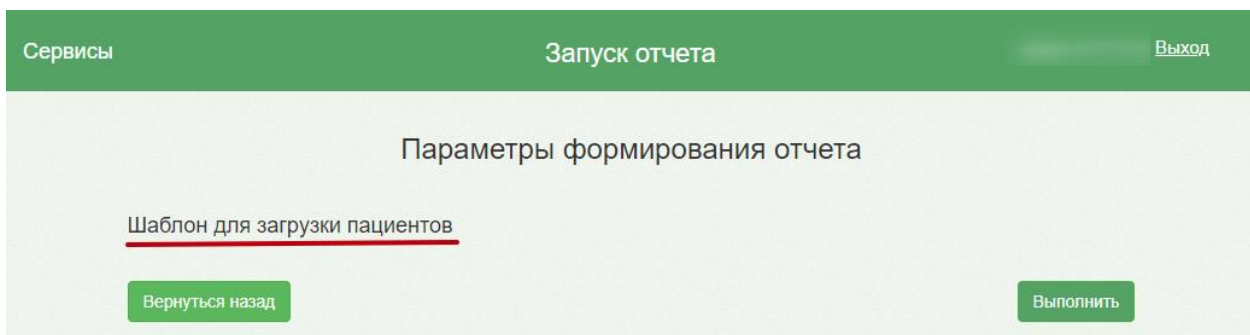 Сервисы
Запуск отчета
Выход
Параметры формирования отчета
Шаблон для загрузки пациентов
Вернуться назад
Выполнить